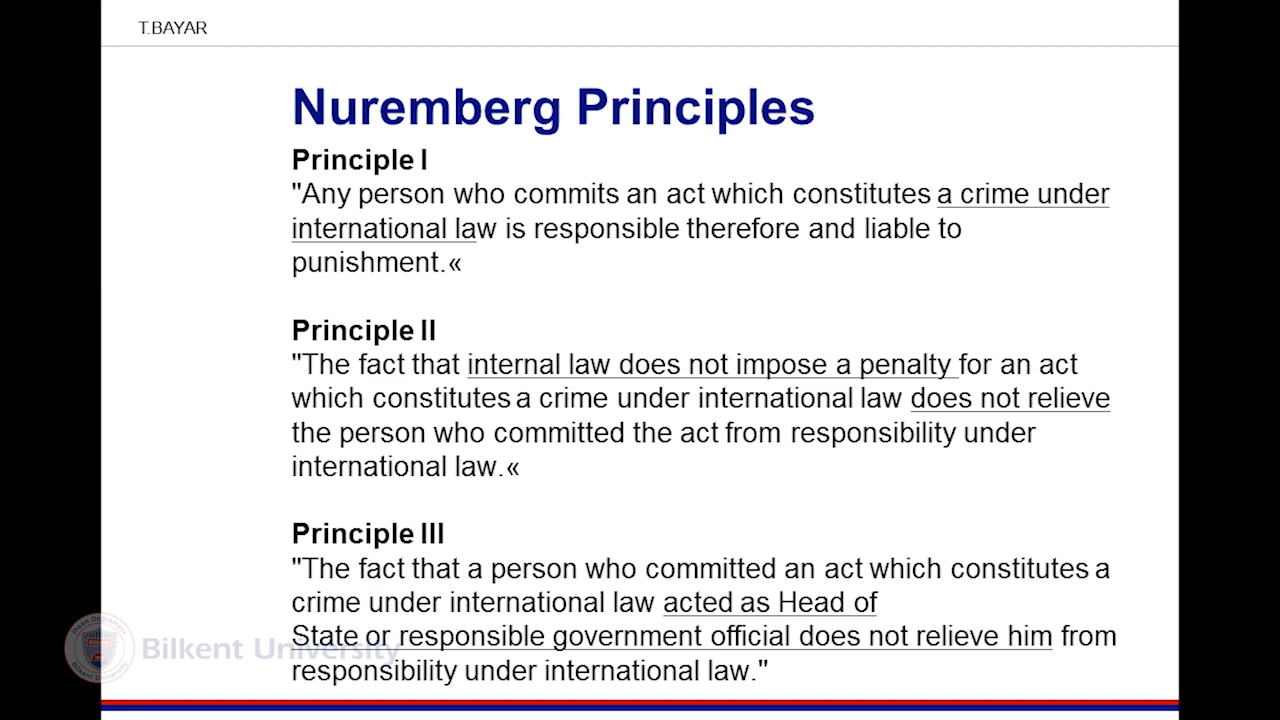 T.BAYAR
Nuremberg Principles
Principle I
"Any person who commits an act which constitutes a crime under
international law is responsible therefore and liable to
punishment.«
Principle II
"The fact that internal law does not impose a penalty for an act
which constitutes a crime under international law does not relieve
the person who committed the act from responsibility under
international law.«
Principle III
"The fact that a person who committed an act which constitutes a
crime under international law acted as Head of
State or responsible government official does not relieve him from
responsibility under international law."
Bilkent University